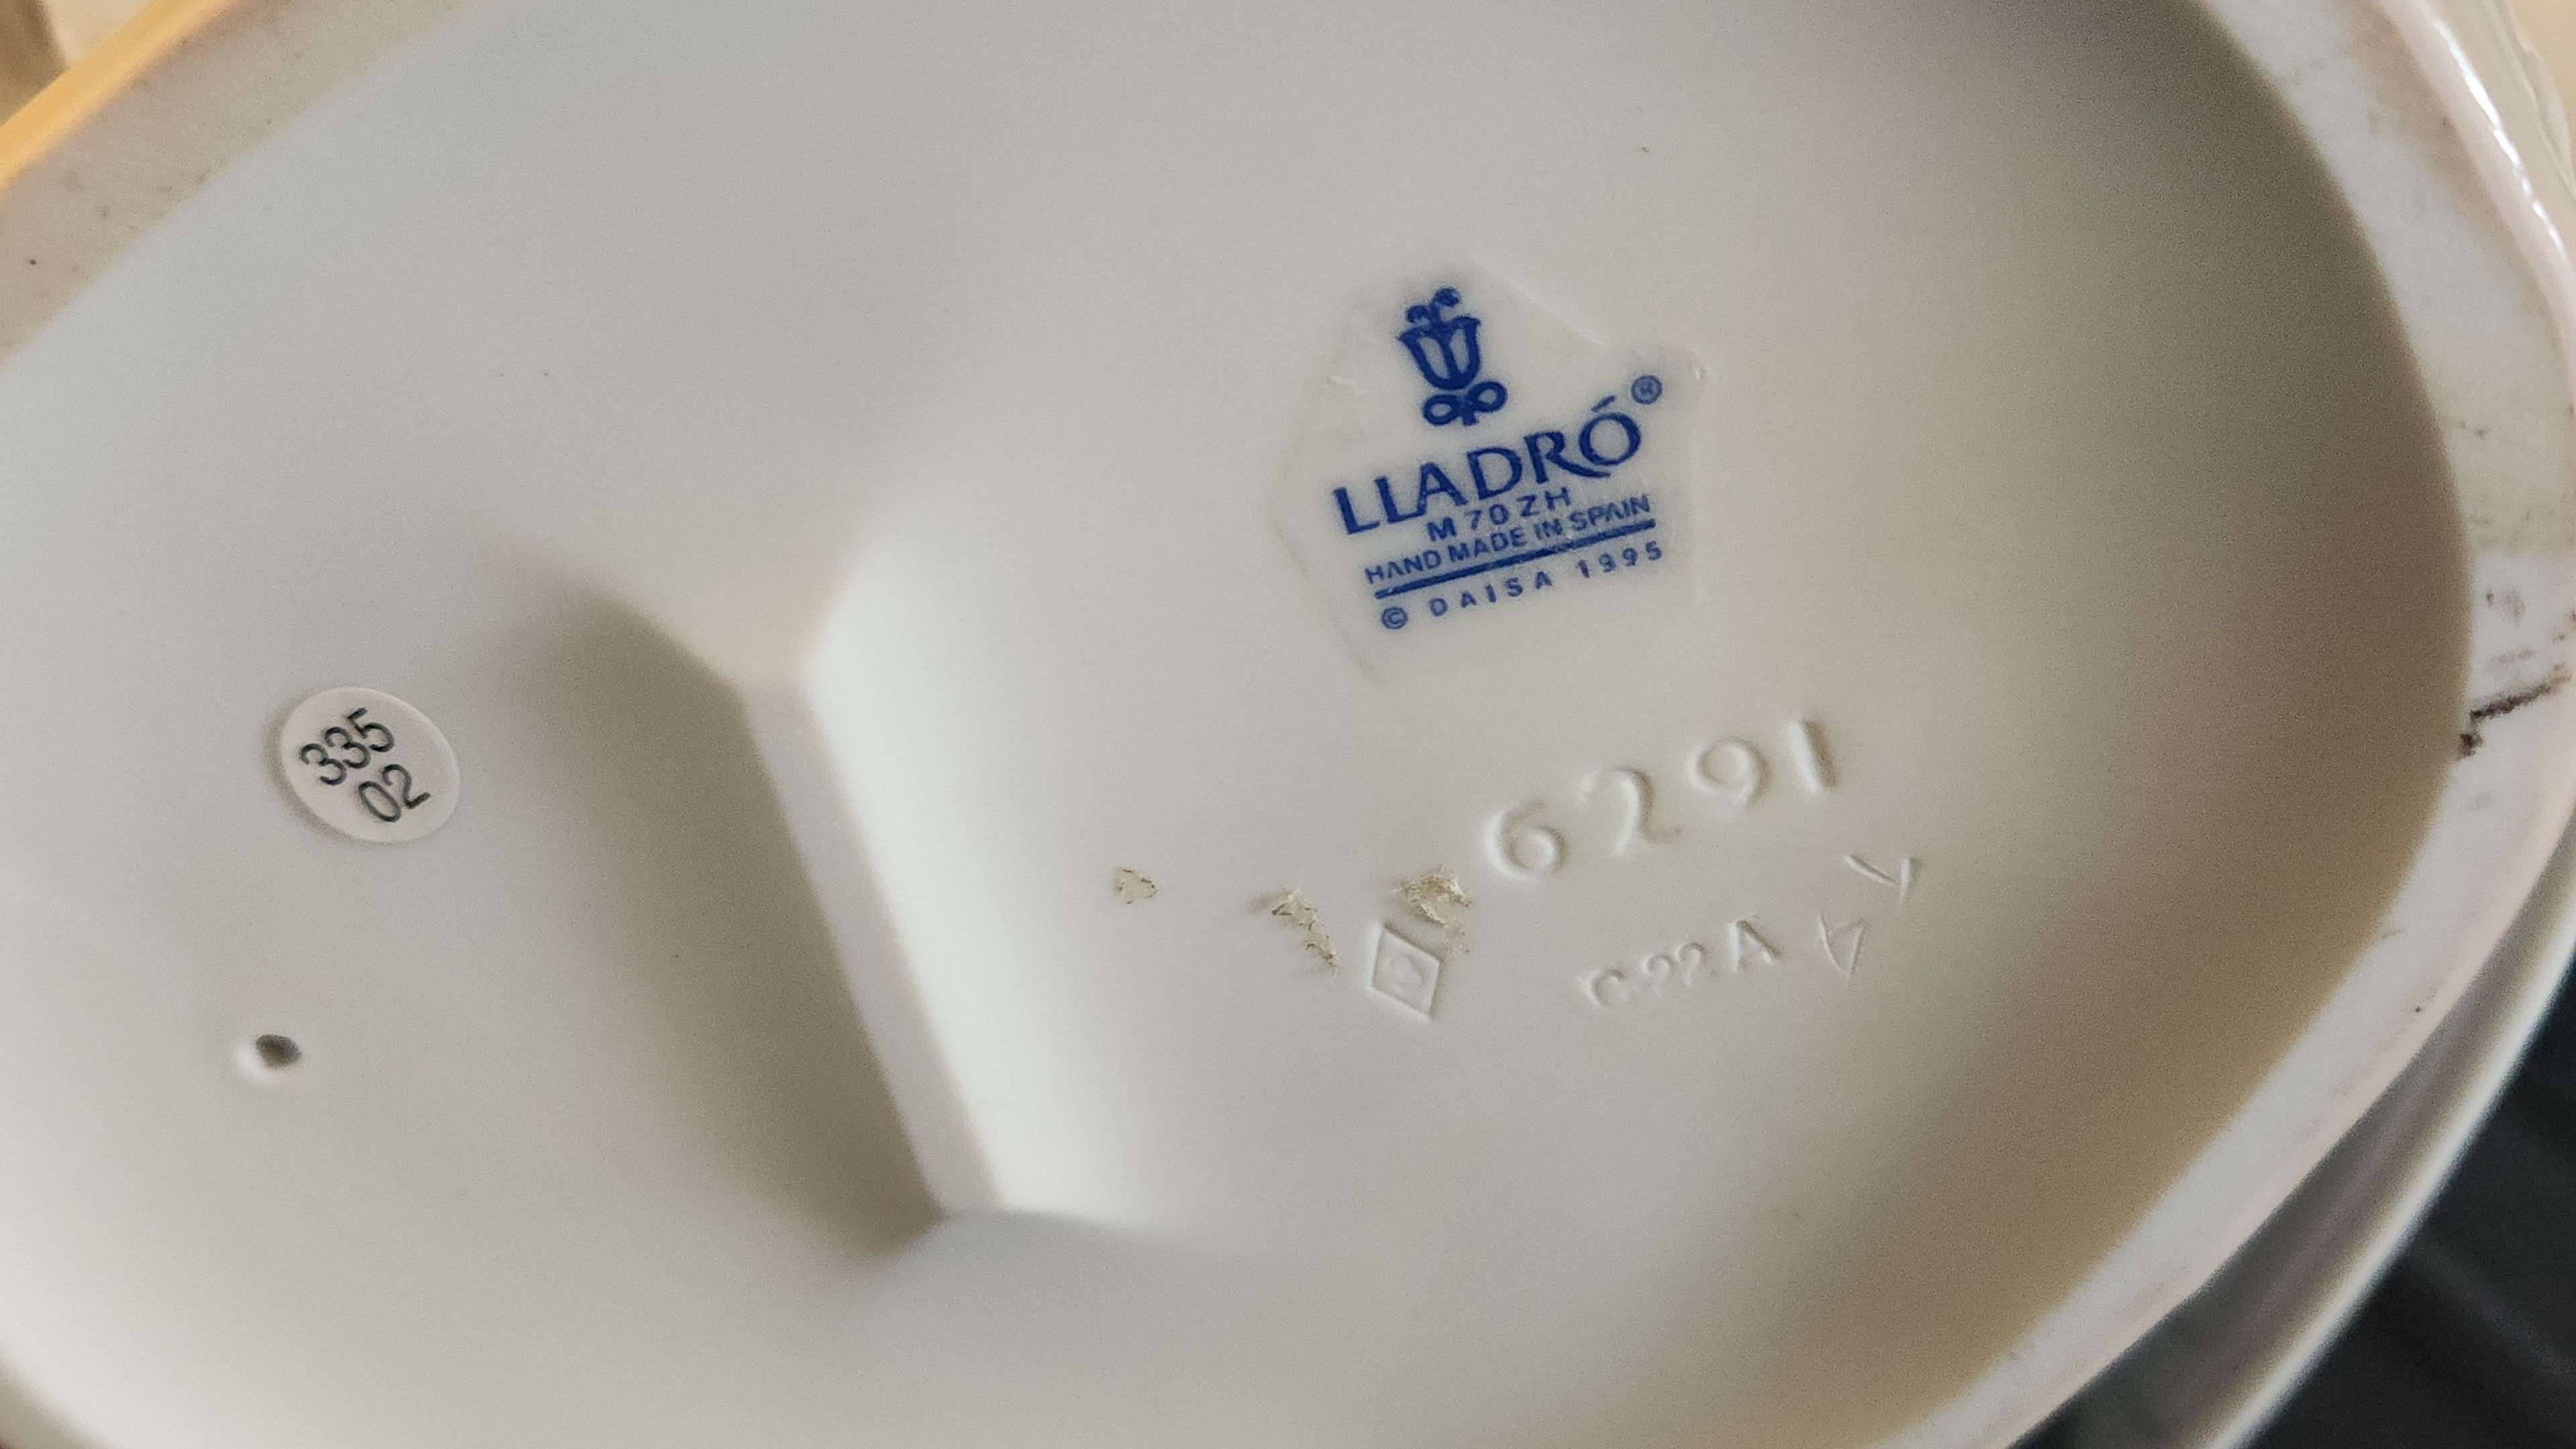 LLADRÓ®
M 70 ZH
HAND MADE IN SPAIN
© DAISA 1995
335
02
6291
C22A